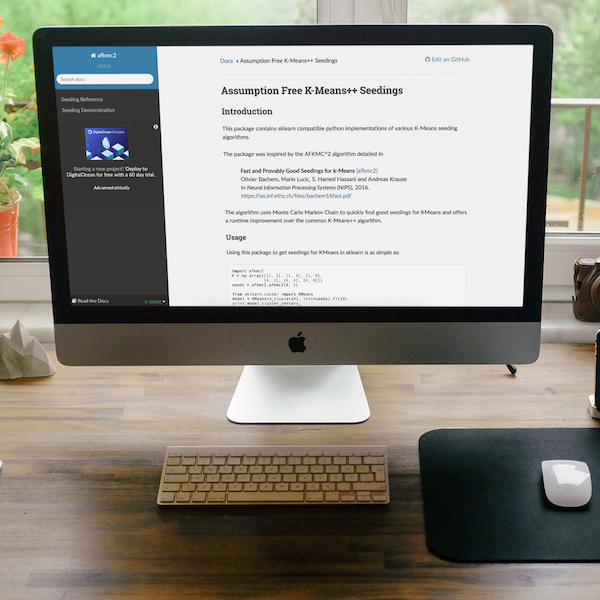 afkmc2
latest
Search docs
Seeding Reference
Seeding Demonstration
DigitalOcean
Starting a new project? Deploy to
DigitalOcean for free with a 60 day trial.
Ads served ethically
Read the Docs
v: latest
Docs » Assumption Free K-Means++ Seedings
Edit on GitHub
Assumption Free K-Means++ Seedings
Introduction
This package contains sklearn compatible python implementations of various K-Means seeding
algorithms.
The package was inspired by the AFKMC^2 algorithm detailed in
Fast and Provably Good Seedings for k-Means [afkmc2]
Olivier Bachem, Mario Lucic, S. Hamed Hassani and Andreas Krause
In Neural Information Processing Systems (NIPS), 2016.
https://las.inf.ethz.ch/files/bachem16fast.pdf
The algorithm uses Monte Carlo Markov Chain to quickly find good seedings for KMeans and offers
a runtime improvement over the common K-Means++ algorithm.
Usage
Using this package to get seedings for KMeans in sklearn is as simple as:
import afkmc2
X = np.array([[1, 2], [1, 4], [1, 0],
[4, 2], [4, 4], [4, 0]])
seeds = afkmc2.afkmc2(X, 2)
from sklearn.custer import KMeans
model = KMeans(n_clusters=2, init=seeds).fit(X)
print model.cluster_centers_